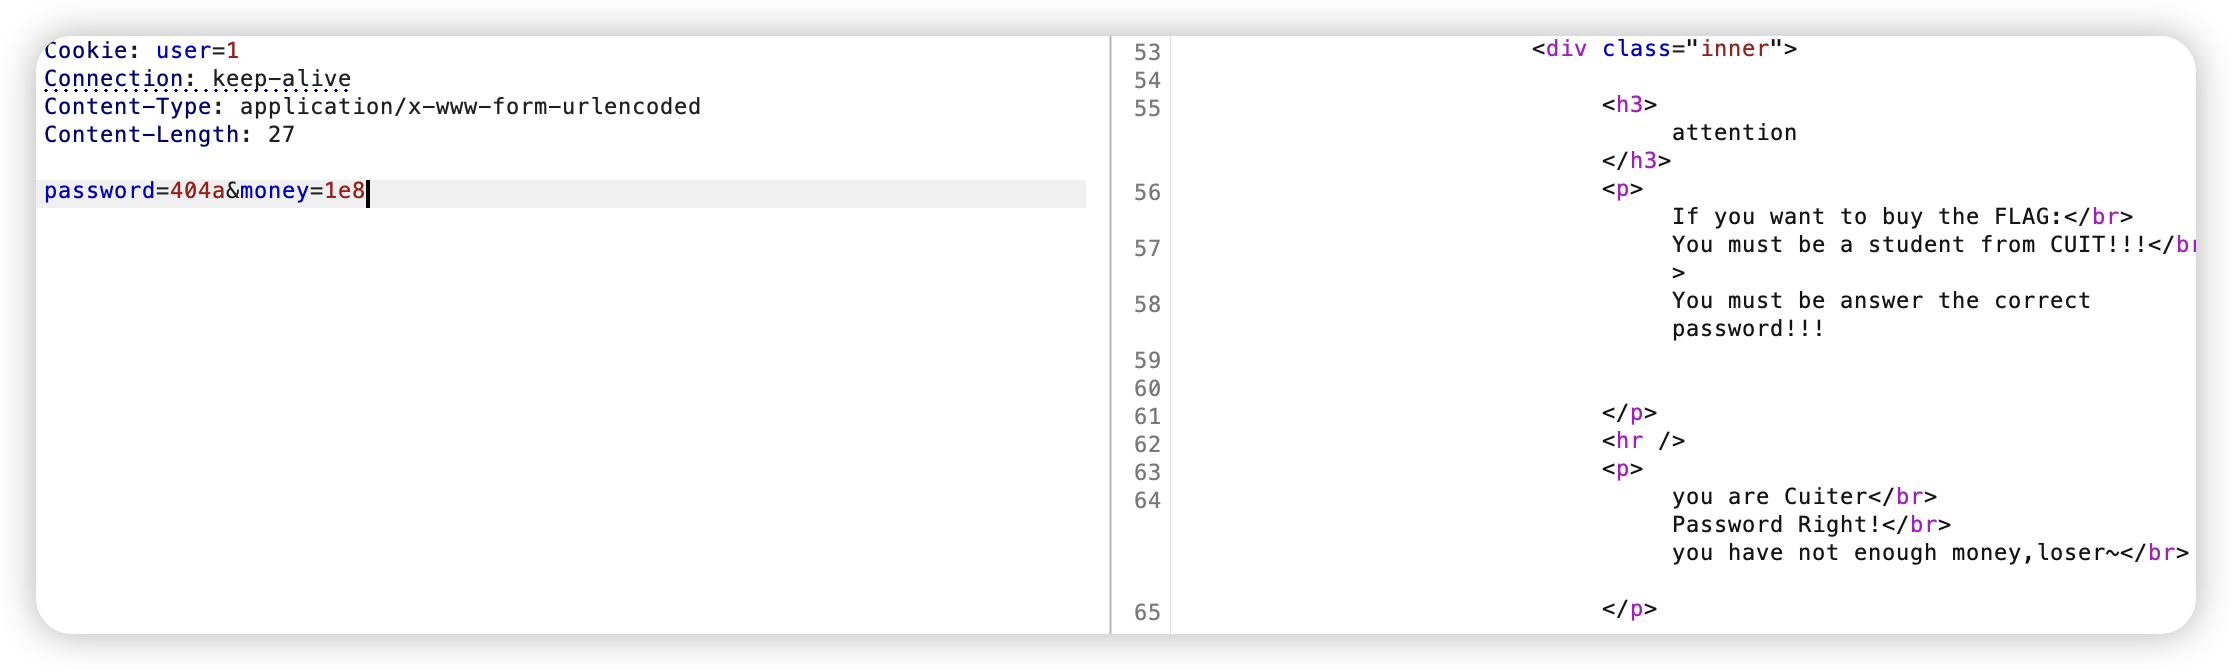 Cookie: user=1
Connection: keep-alive
Content-Type: application/x-www-form-urlencoded
Content-Length: 27
password=404a&money=1e8
53 <div class="inner">
54
55 <h3>
attention
</h3>
56 <p>
If you want to buy the FLAG:</br>
57 You must be a student from CUIT!!!</br
>
58 You must be answer the correct
password!!!
59
60
61 </p>
62 <hr />
63 <p>
64 you are Cuiter</br>
Password Right!</br>
you have not enough money,loser~</br>
65 </p>